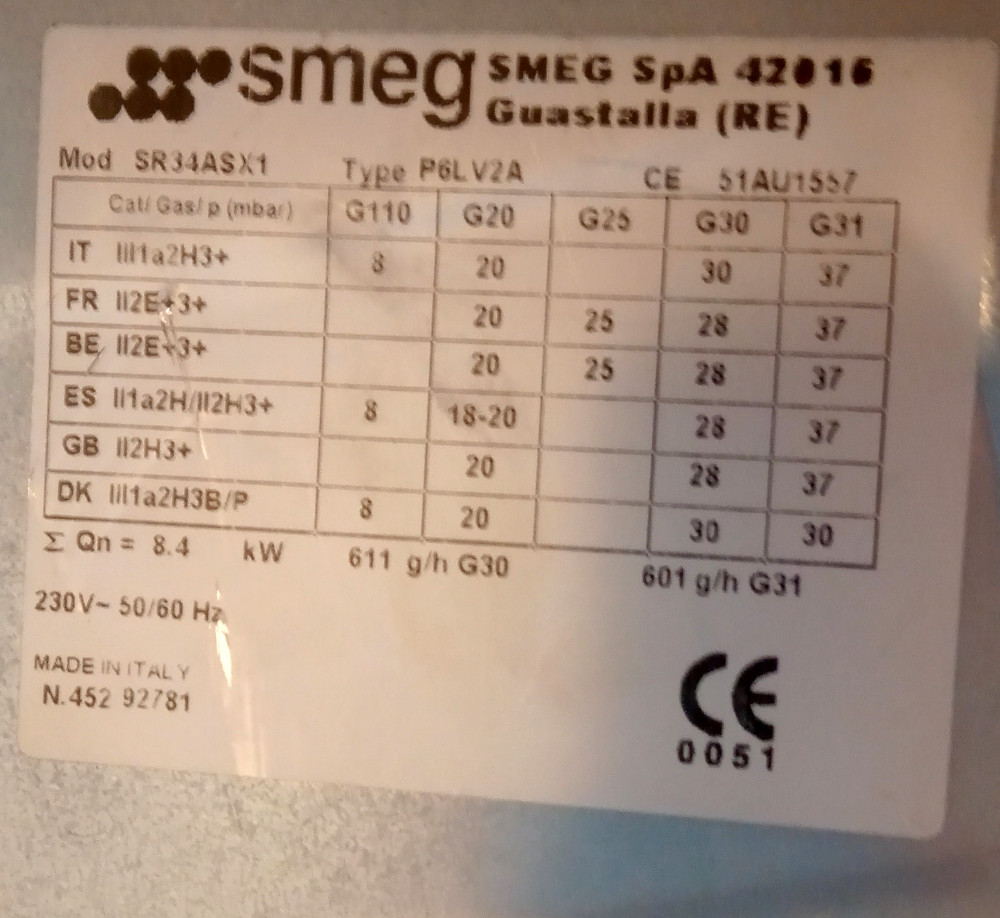 smeg SMEG SpA 42016
Guastalla (RE)
Mod SR34ASX1 Type P6LV2A CE 51AU1557
Cat/ Gas/ p (mbar) G110 G20 G25 G30 G31
IT III1a2H3+ 8 20 30 37
FR II2E+3+ 20 25 28 37
BE II2E+3+ 20 25 28 37
ES II1a2H/II2H3+ 8 18-20 28 37
GB II2H3+ 20 28 37
DK III1a2H3B/P 8 20 30 30
Σ Qn = 8.4 kW 611 g/h G30 601 g/h G31
230V~ 50/60 Hz
MADE IN ITALY
N.452 92781
CE
0051